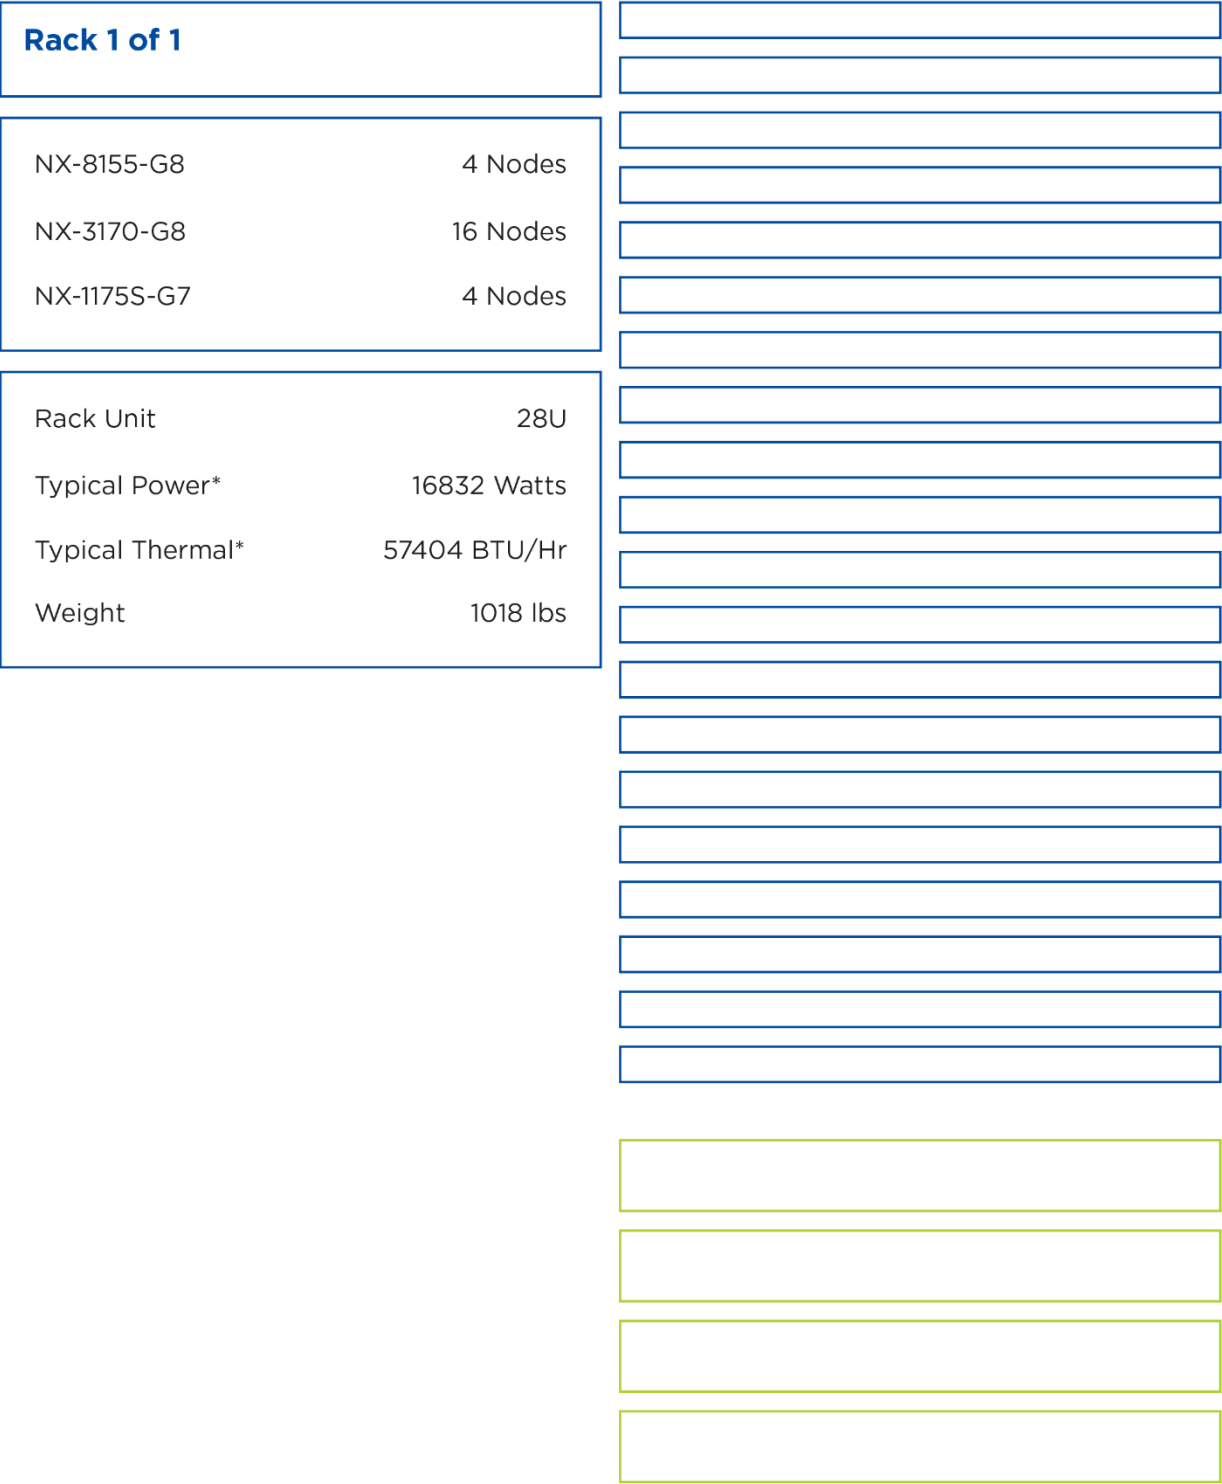 Rack 1 of 1
NX-8155-G8 4 Nodes
NX-3170-G8 16 Nodes
NX-1175S-G7 4 Nodes
Rack Unit 28U
Typical Power* 16832 Watts
Typical Thermal* 57404 BTU/Hr
Weight 1018 lbs